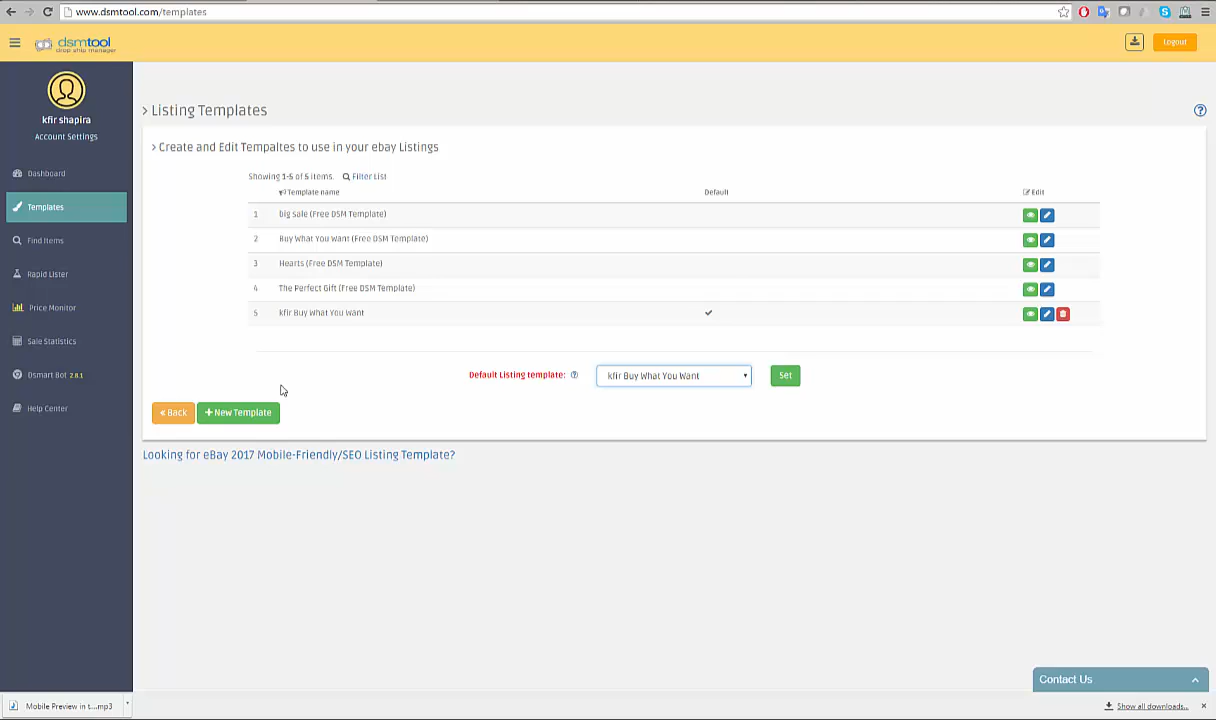 www.dsmtool.com/templates
dsmtool
drop ship manager
Logout
kfir shapira
Account Settings
Dashboard
Templates
Find Items
Rapid Lister
Price Monitor
Sale Statistics
Dsmart Bot 2.8.1
Help Center
> Listing Templates
> Create and Edit Tempaltes to use in your ebay Listings
Showing 1-5 of 5 items. Filter List
Template name Default Edit
1 big sale (Free DSM Template)
2 Buy What You Want (Free DSM Template)
3 Hearts (Free DSM Template)
4 The Perfect Gift (Free DSM Template)
5 kfir Buy What You Want
Default Listing template: kfir Buy What You Want Set
« Back + New Template
Looking for eBay 2017 Mobile-Friendly/SEO Listing Template?
Contact Us
Mobile Preview in t....mp3
Show all downloads...